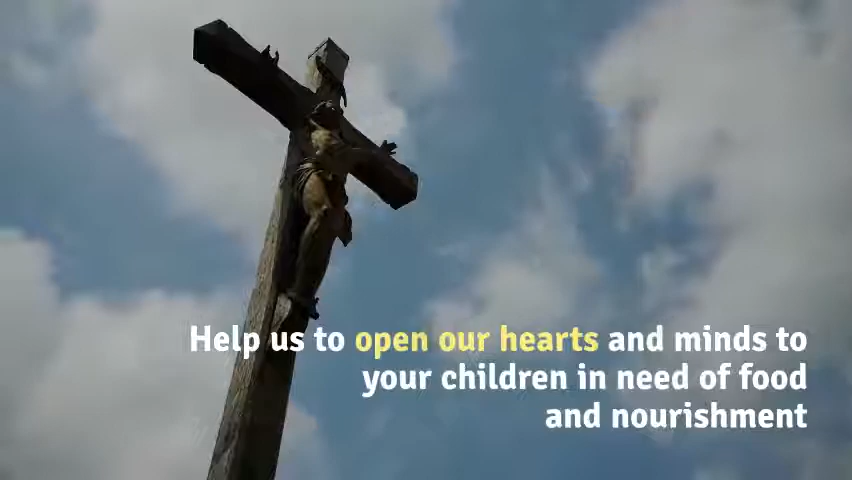 Help us to open our hearts and minds to
your children in need of food
and nourishment